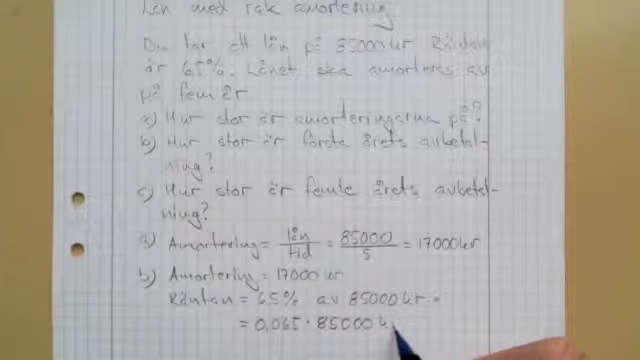 Lån med rak amortering
Du tar ett lån på 85000 kr Räntan
är 6,5%. Lånet ska amorteras av
på fem år
a) Hur stor är amorteringarna på?
b) Hur stor är första årets avbetal-
ning?
c) Hur stor är femte årets avbetal-
ning?
a) Amortering = lån/tid = 85000/5 = 17000 kr
b) Amortering = 17000 kr
Räntan = 6,5% av 85000 kr =
= 0,065 · 85000 k